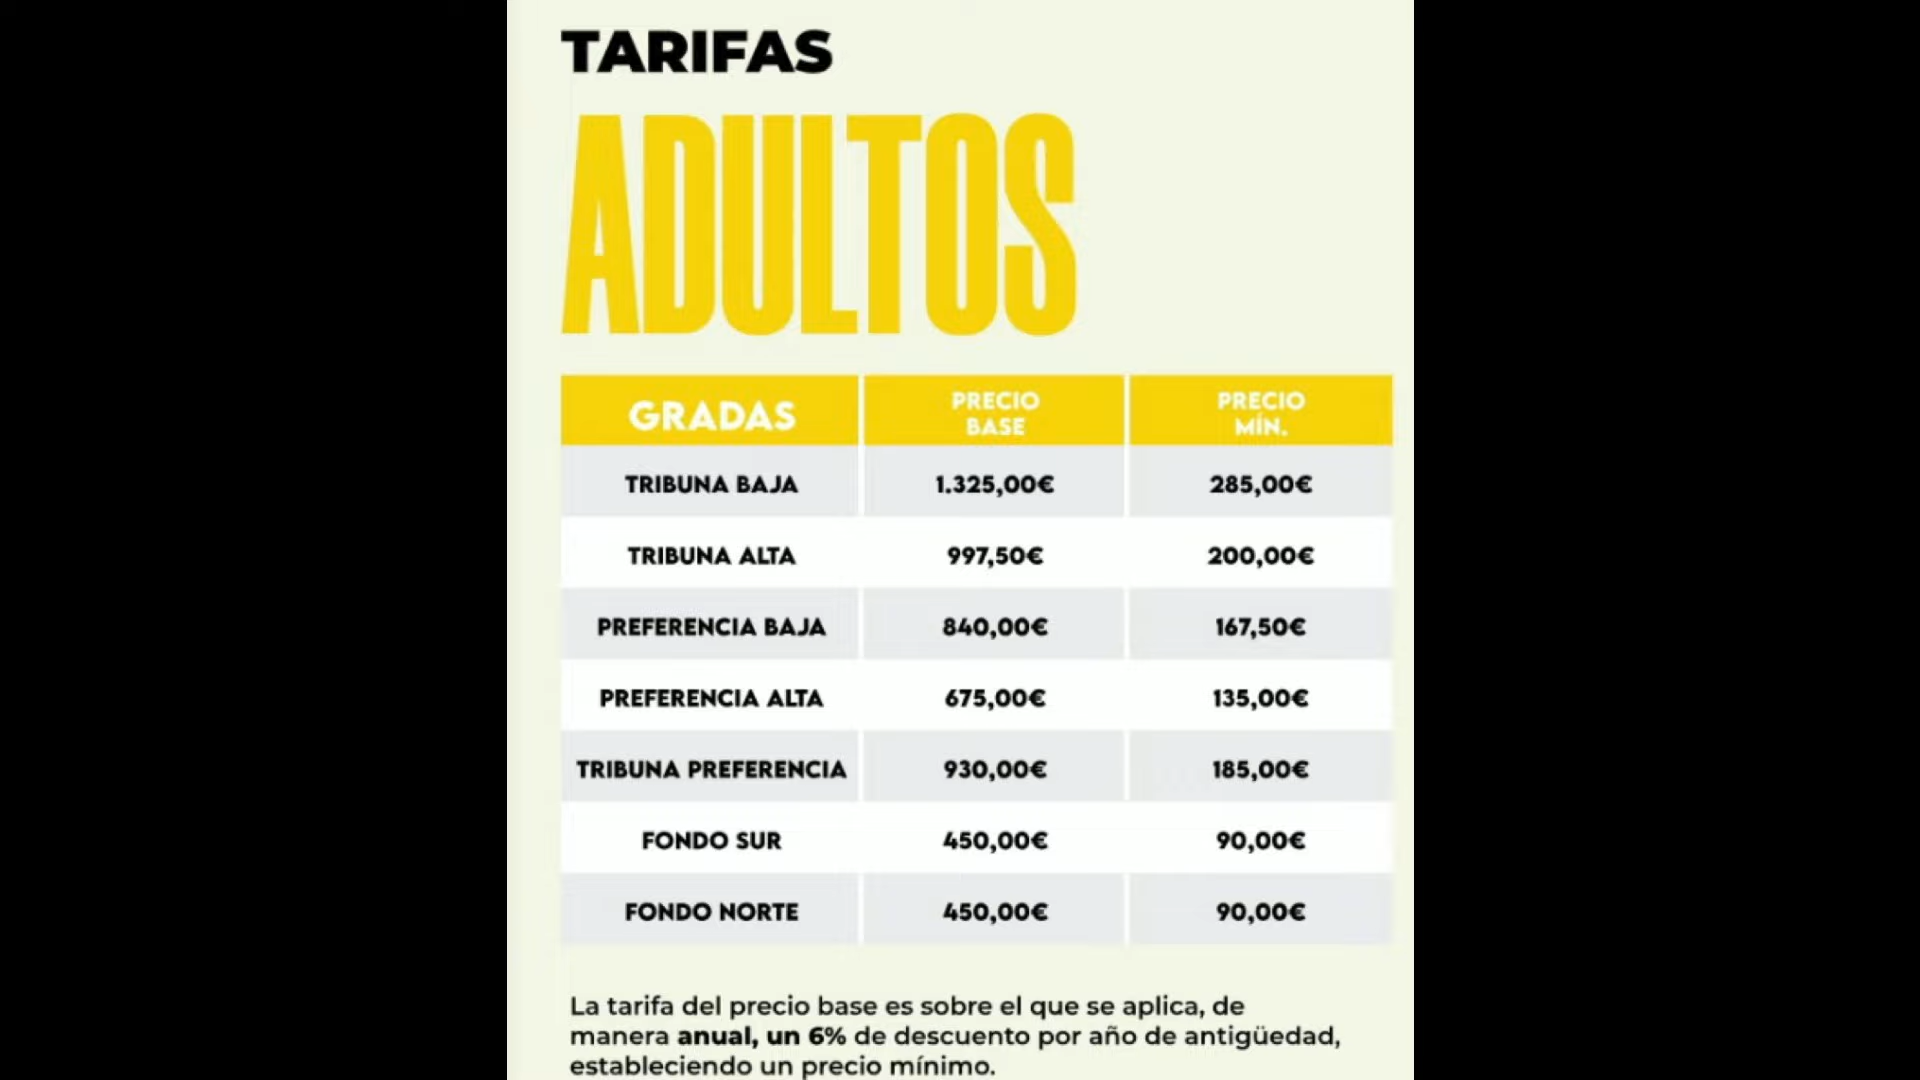 TARIFAS
ADULTOS
GRADAS PRECIO BASE PRECIO MÍN.
TRIBUNA BAJA 1.325,00€ 285,00€
TRIBUNA ALTA 997,50€ 200,00€
PREFERENCIA BAJA 840,00€ 167,50€
PREFERENCIA ALTA 675,00€ 135,00€
TRIBUNA PREFERENCIA 930,00€ 185,00€
FONDO SUR 450,00€ 90,00€
FONDO NORTE 450,00€ 90,00€
La tarifa del precio base es sobre el que se aplica, de
manera anual, un 6% de descuento por año de antigüedad,
estableciendo un precio mínimo.